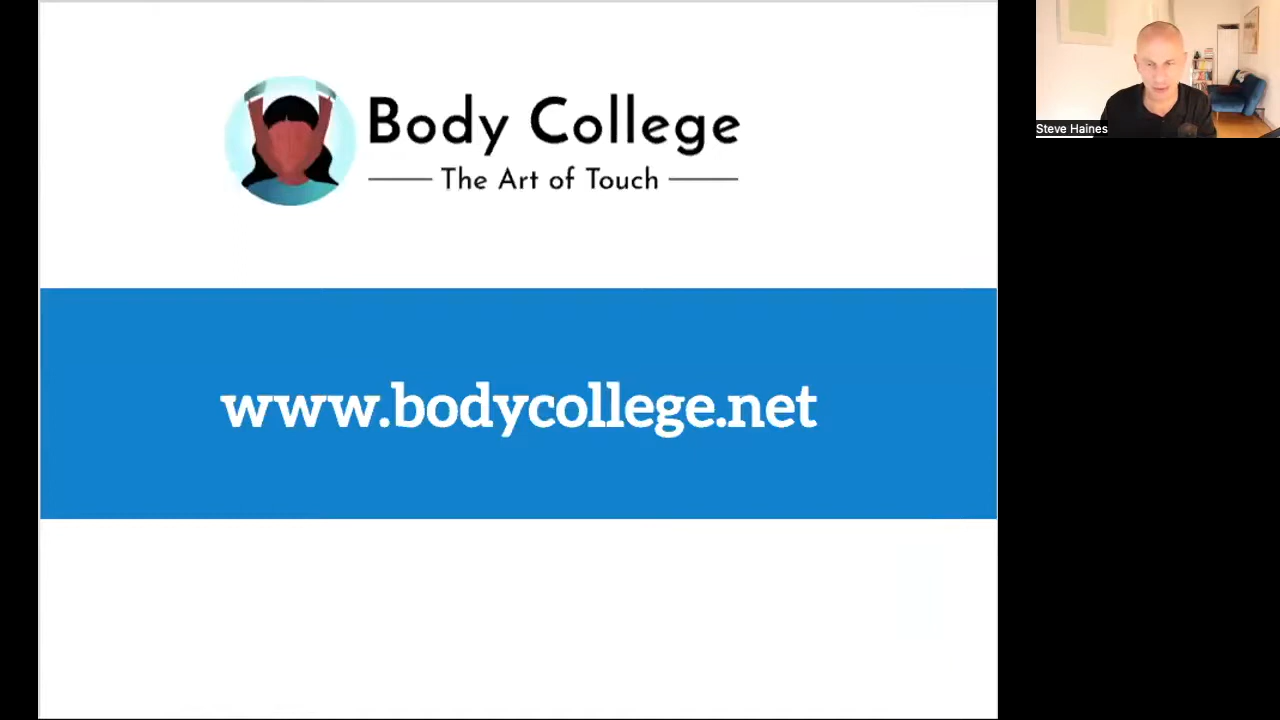 Body College
The Art of Touch
www.bodycollege.net
Steve Haines